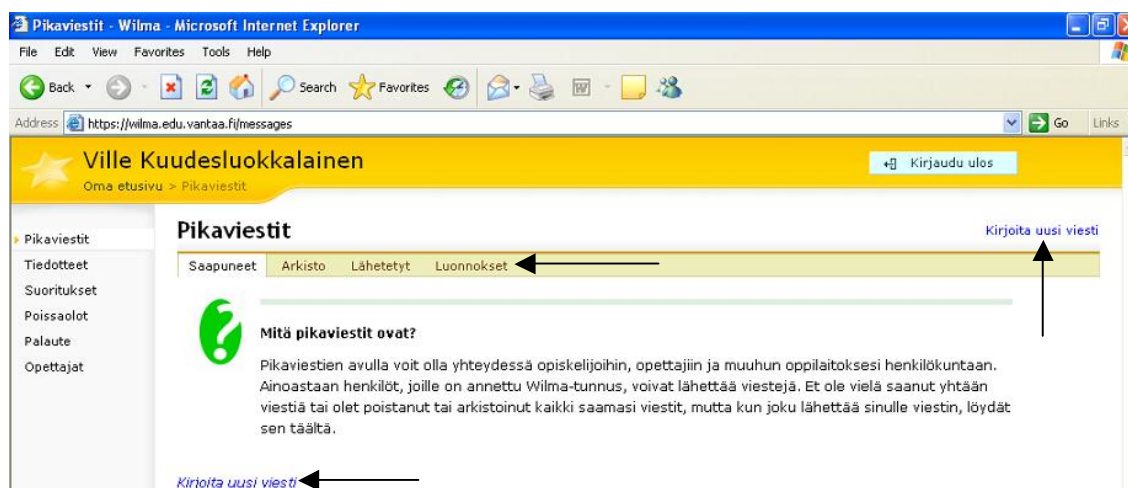 Pikaviestit - Wilma - Microsoft Internet Explorer
File Edit View Favorites Tools Help
Back Search Favorites
Address https://wilma.edu.vantaa.fi/messages Go Links
Ville Kuudesluokkalainen
Kirjaudu ulos
Oma etusivu > Pikaviestit
Pikaviestit
Tiedotteet
Suoritukset
Poissaolot
Palaute
Opettajat
Pikaviestit
Kirjoita uusi viesti
Saapuneet Arkisto Lähetetyt Luonnokset
Mitä pikaviestit ovat?
Pikaviestien avulla voit olla yhteydessä opiskelijoihin, opettajiin ja muuhun oppilaitoksesi henkilökuntaan.
Ainoastaan henkilöt, joille on annettu Wilma-tunnus, voivat lähettää viestejä. Et ole vielä saanut yhtään
viestiä tai olet poistanut tai arkistoinut kaikki saamasi viestit, mutta kun joku lähettää sinulle viestin, löydät
sen täältä.
Kirjoita uusi viesti